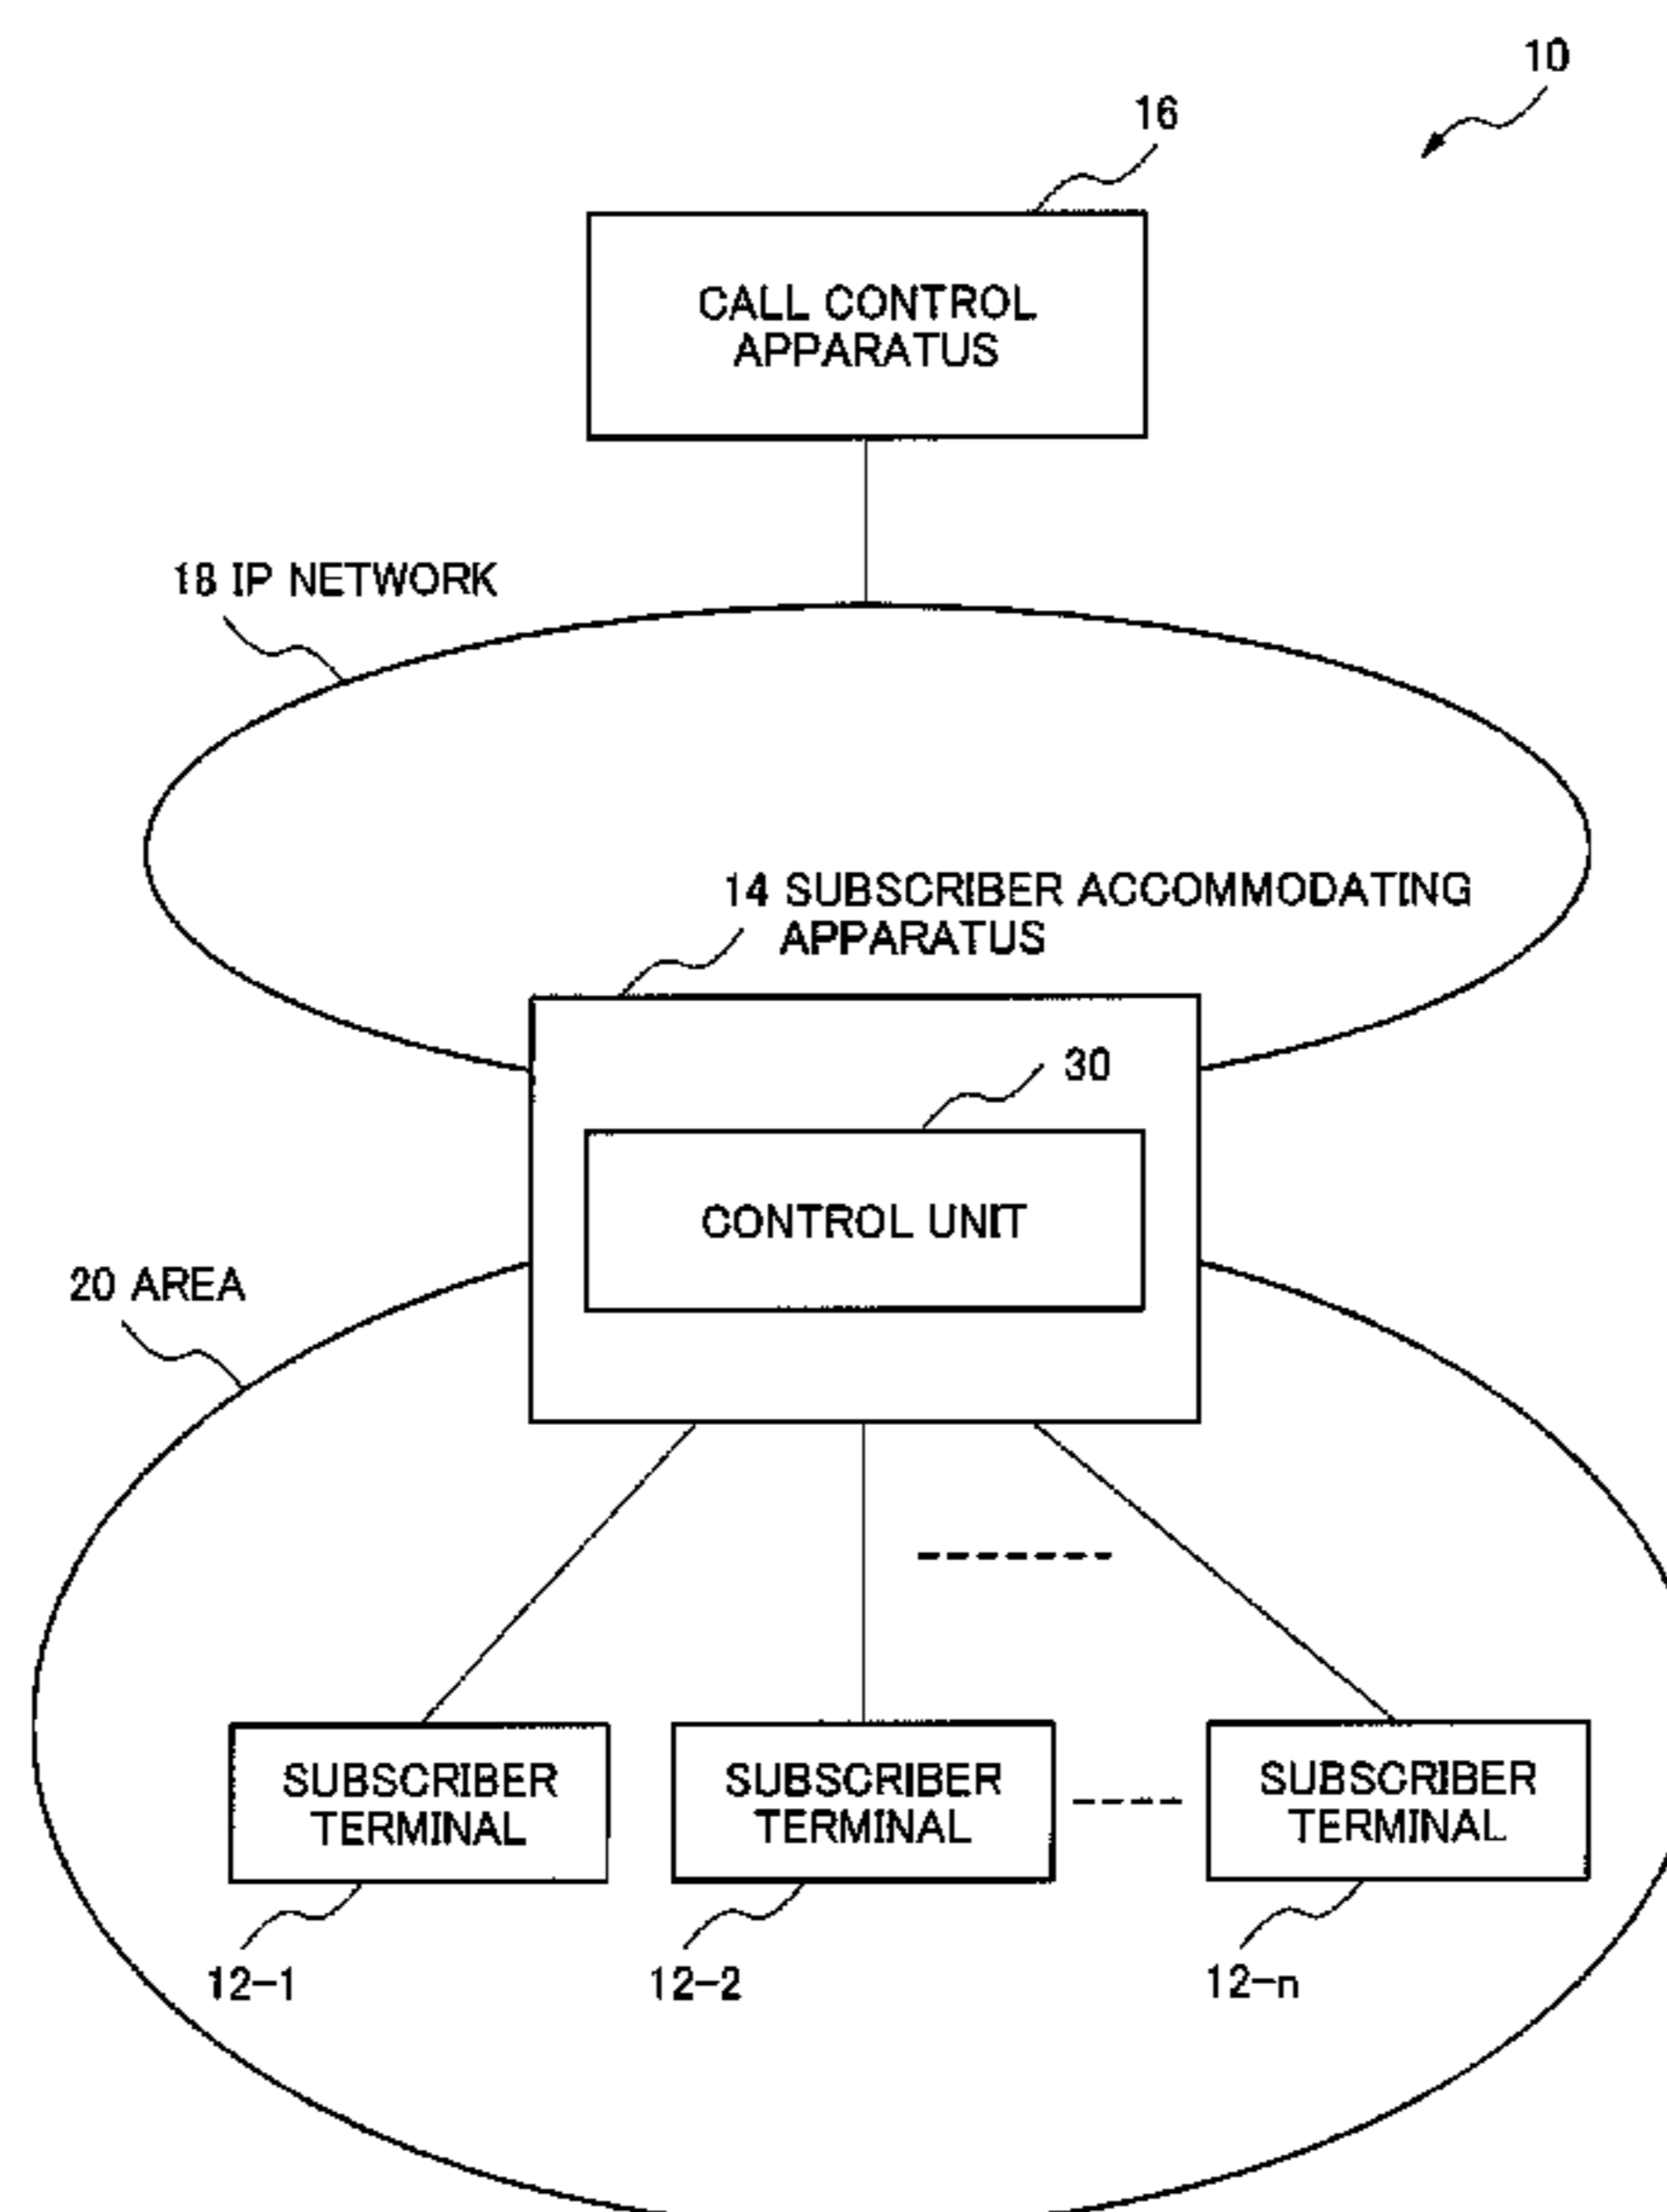 10
16
CALL CONTROL
APPARATUS
18 IP NETWORK
14 SUBSCRIBER ACCOMMODATING
APPARATUS
30
CONTROL UNIT
20 AREA
SUBSCRIBER
TERMINAL
SUBSCRIBER
TERMINAL
SUBSCRIBER
TERMINAL
12-1
12-2
12-n